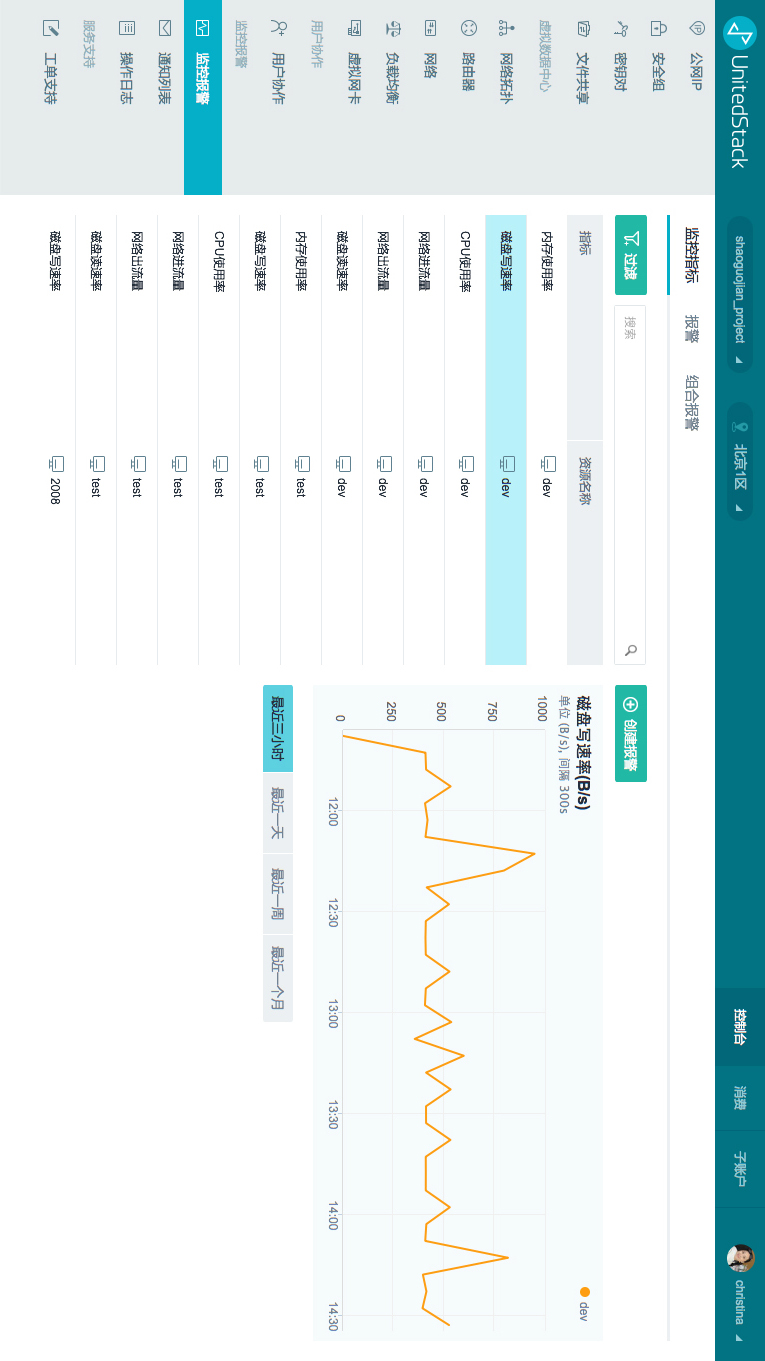 UnitedStack
shaoguojian_project
北京1区
控制台
消费
子账户
christina
公网IP
安全组
密钥对
文件共享
虚拟数据中心
网络拓扑
路由器
网络
负载均衡
虚拟网卡
用户协作
用户协作
监控报警
监控报警
通知列表
操作日志
服务支持
工单支持
监控指标
报警
组合报警
搜索
创建报警
指标
资源名称
内存使用率 dev
磁盘写速率 dev
CPU使用率 dev
网络进流量 dev
网络出流量 dev
磁盘读速率 dev
内存使用率 test
磁盘写速率 test
CPU使用率 test
网络进流量 test
网络出流量 test
磁盘读速率 test
磁盘写速率 2008
磁盘写速率(B/s)
单位 (B/s), 间隔 300s
dev
1000
750
500
250
0
12:00
12:30
13:00
13:30
14:00
14:30
最近三小时
最近一天
最近一周
最近一个月